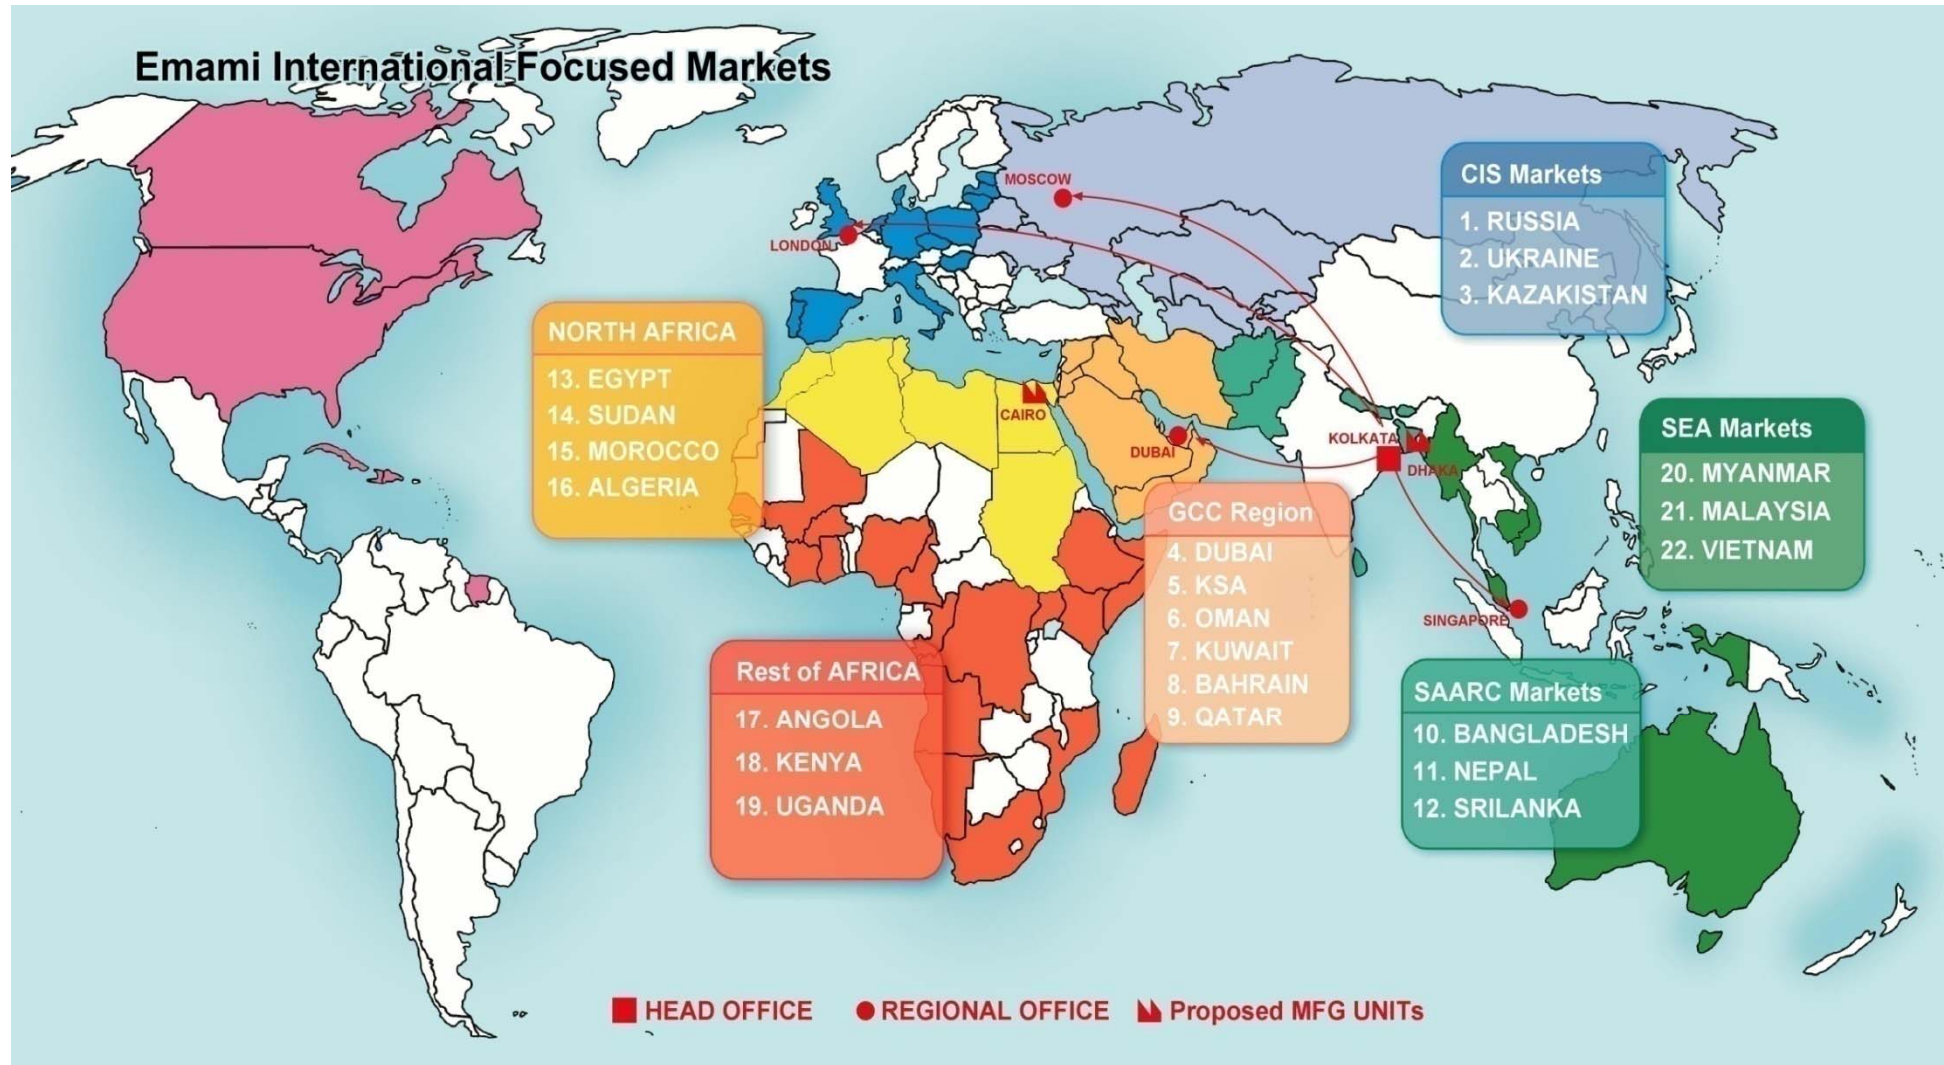 Emami International Focused Markets
MOSCOW
LONDON
CAIRO
DUBAI
KOLKATA
DHAKA
SINGAPORE
CIS Markets
1. RUSSIA
2. UKRAINE
3. KAZAKISTAN
NORTH AFRICA
13. EGYPT
14. SUDAN
15. MOROCCO
16. ALGERIA
SEA Markets
20. MYANMAR
21. MALAYSIA
22. VIETNAM
GCC Region
4. DUBAI
5. KSA
6. OMAN
7. KUWAIT
8. BAHRAIN
9. QATAR
Rest of AFRICA
17. ANGOLA
18. KENYA
19. UGANDA
SAARC Markets
10. BANGLADESH
11. NEPAL
12. SRILANKA
HEAD OFFICE
REGIONAL OFFICE
Proposed MFG UNITs